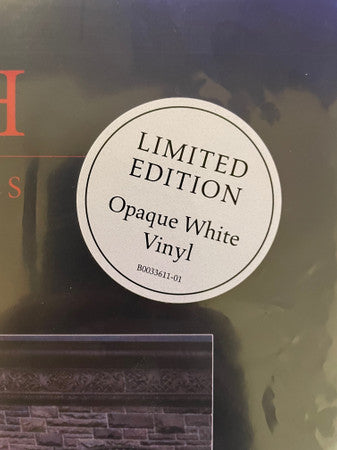 H
S
LIMITED
EDITION
Opaque White
Vinyl
B0033611-01